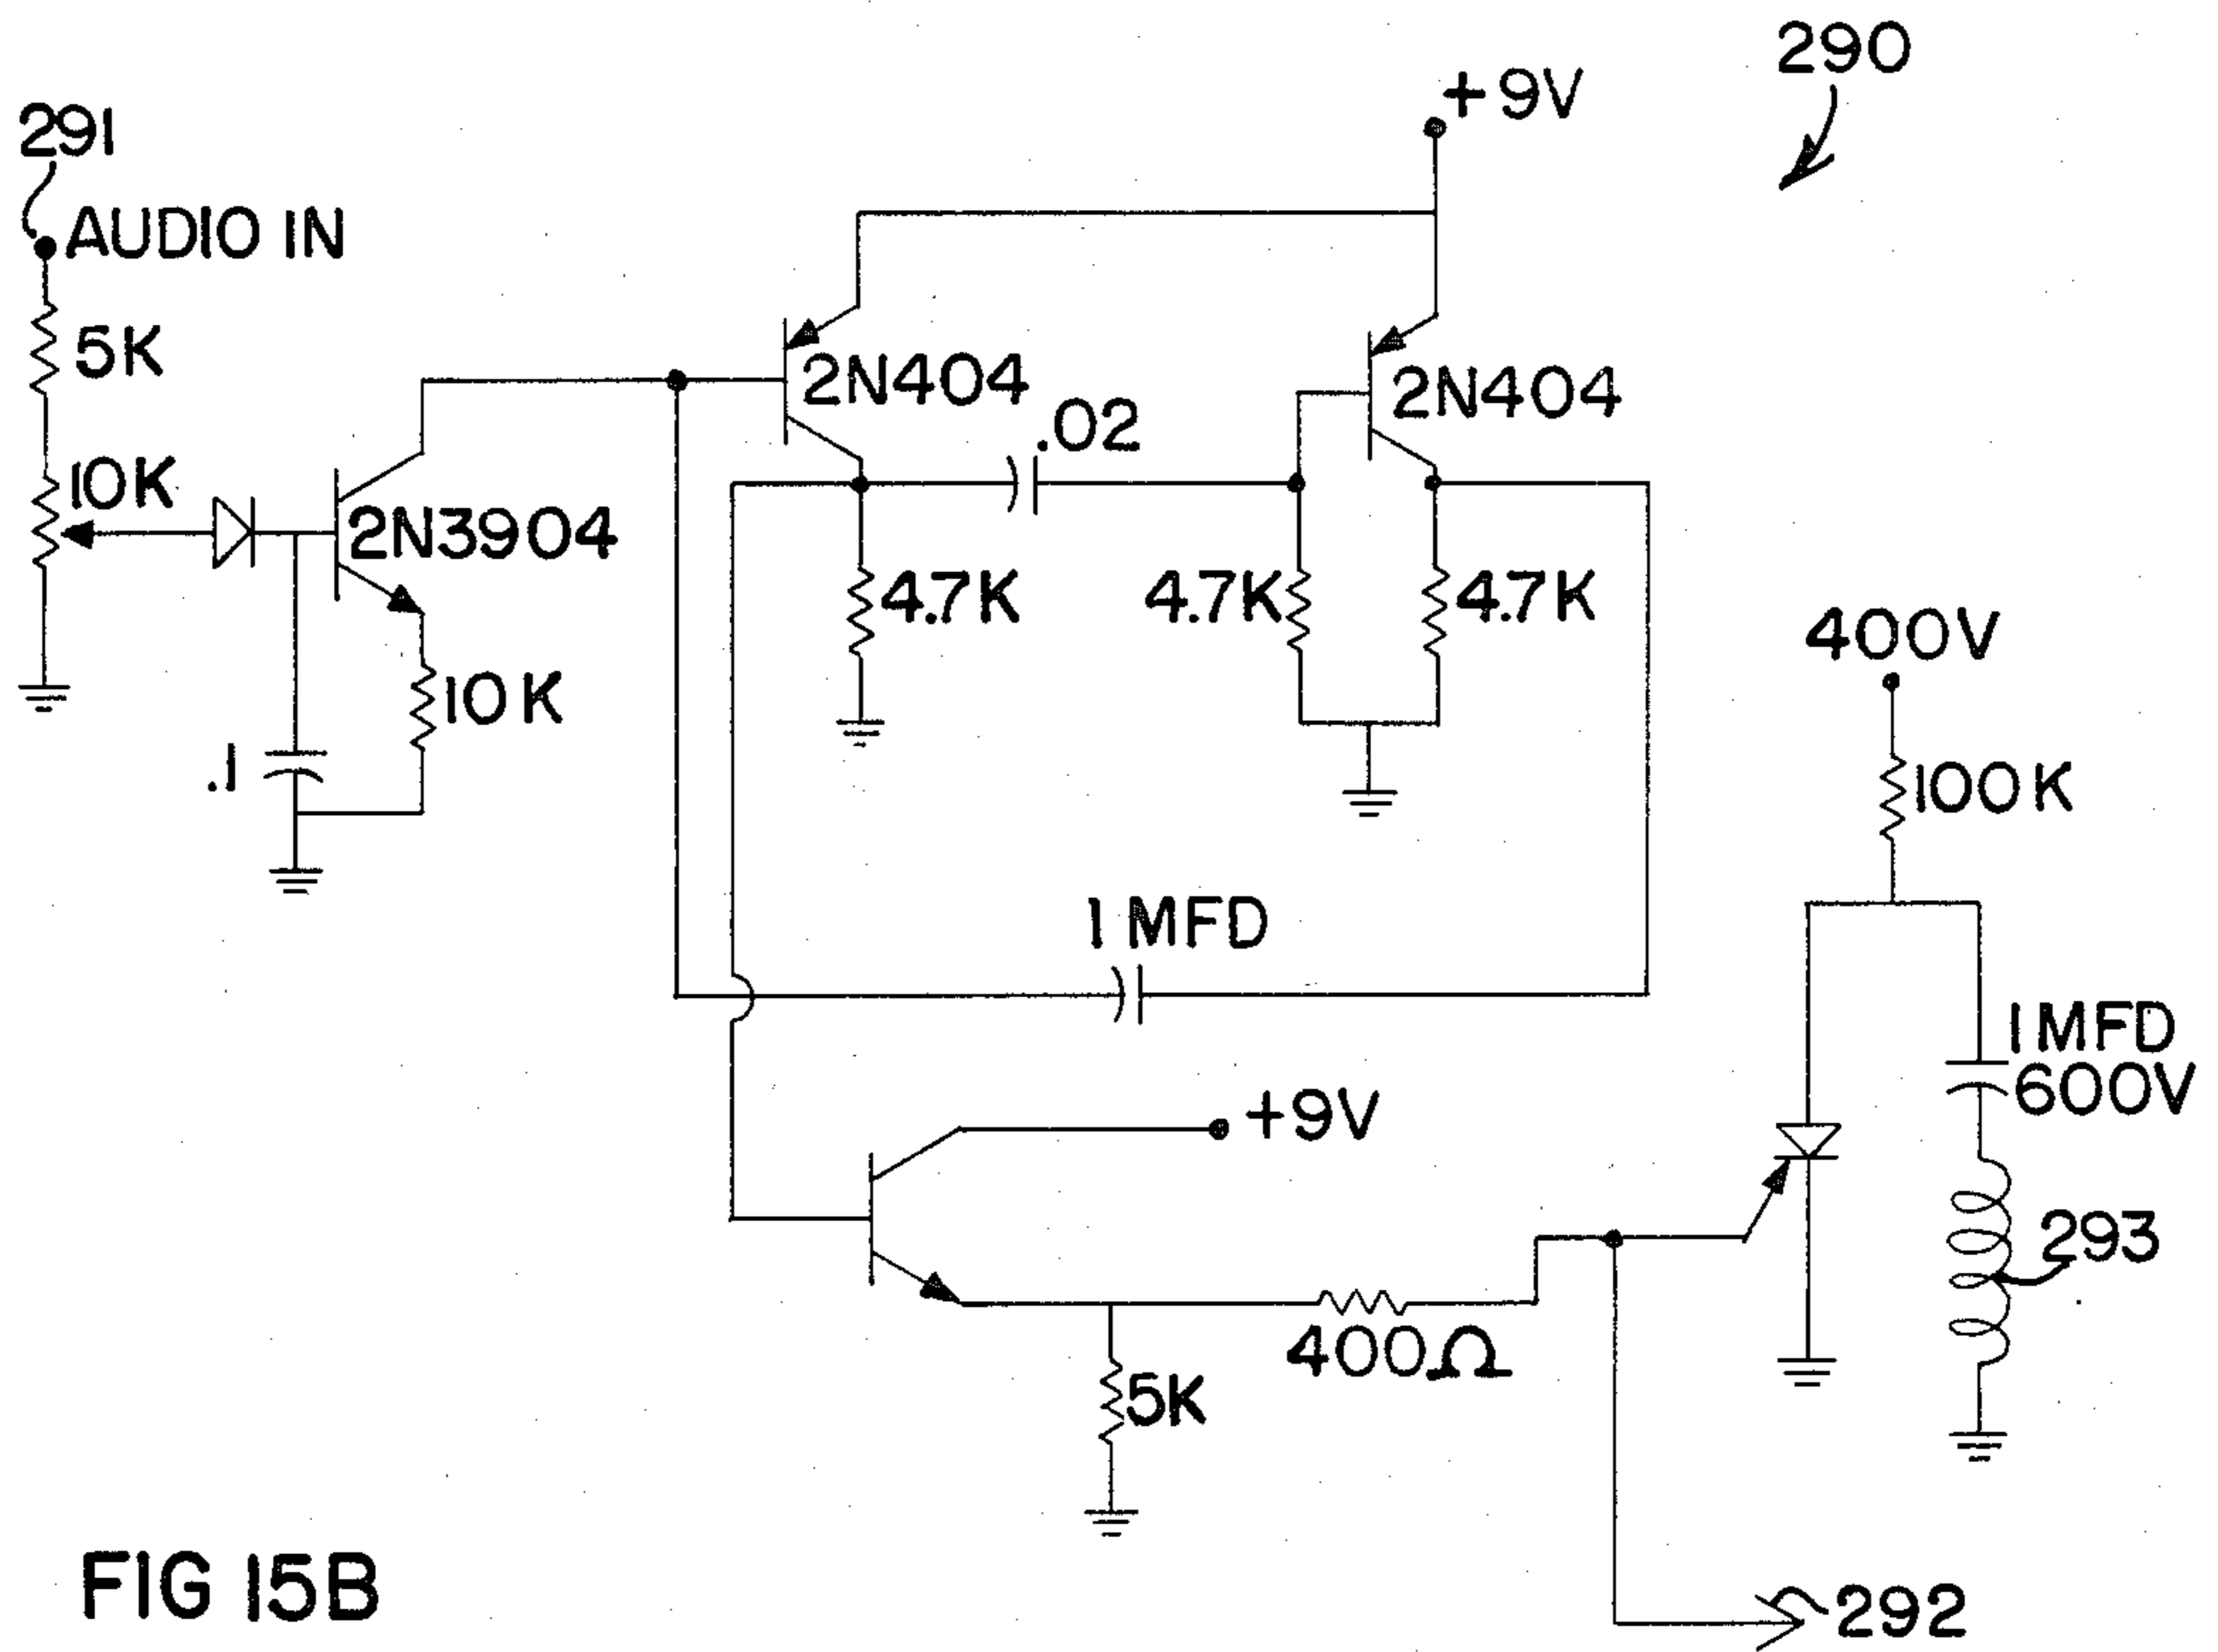 290
+9V
291
AUDIO IN
5K
2N404
2N404
.02
10K
2N3904
4.7K
4.7K
4.7K
10K
.1
400V
100K
1 MFD
1 MFD
600V
+9V
293
400Ω
5K
FIG 15B
292